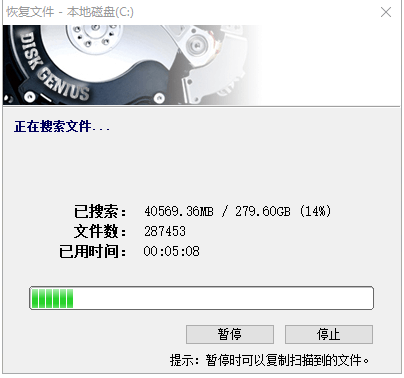 恢复文件 - 本地磁盘(C:)
DISK GENIUS
正在搜索文件...
已搜索： 40569.36MB / 279.60GB (14%)
文件数： 287453
已用时间： 00:05:08
暂停 停止
提示：暂停时可以复制扫描到的文件。